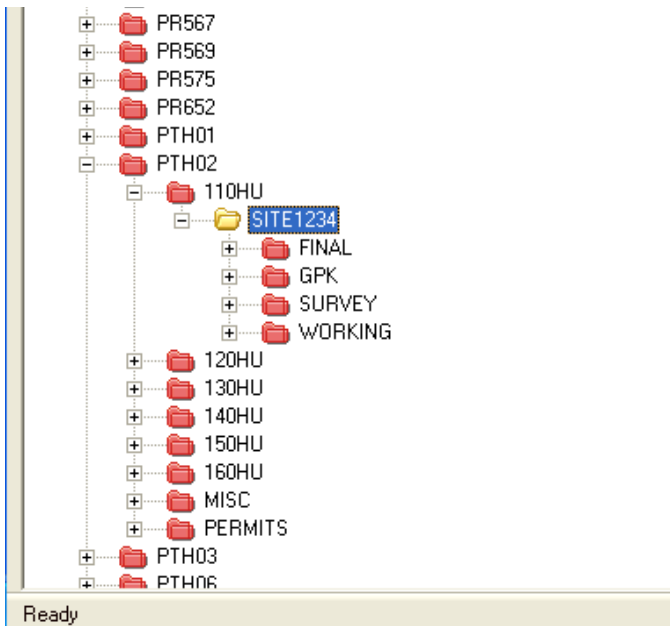 PR567
PR569
PR575
PR652
PTH01
PTH02
110HU
SITE1234
FINAL
GPK
SURVEY
WORKING
120HU
130HU
140HU
150HU
160HU
MISC
PERMITS
PTH03
PTH06
Ready